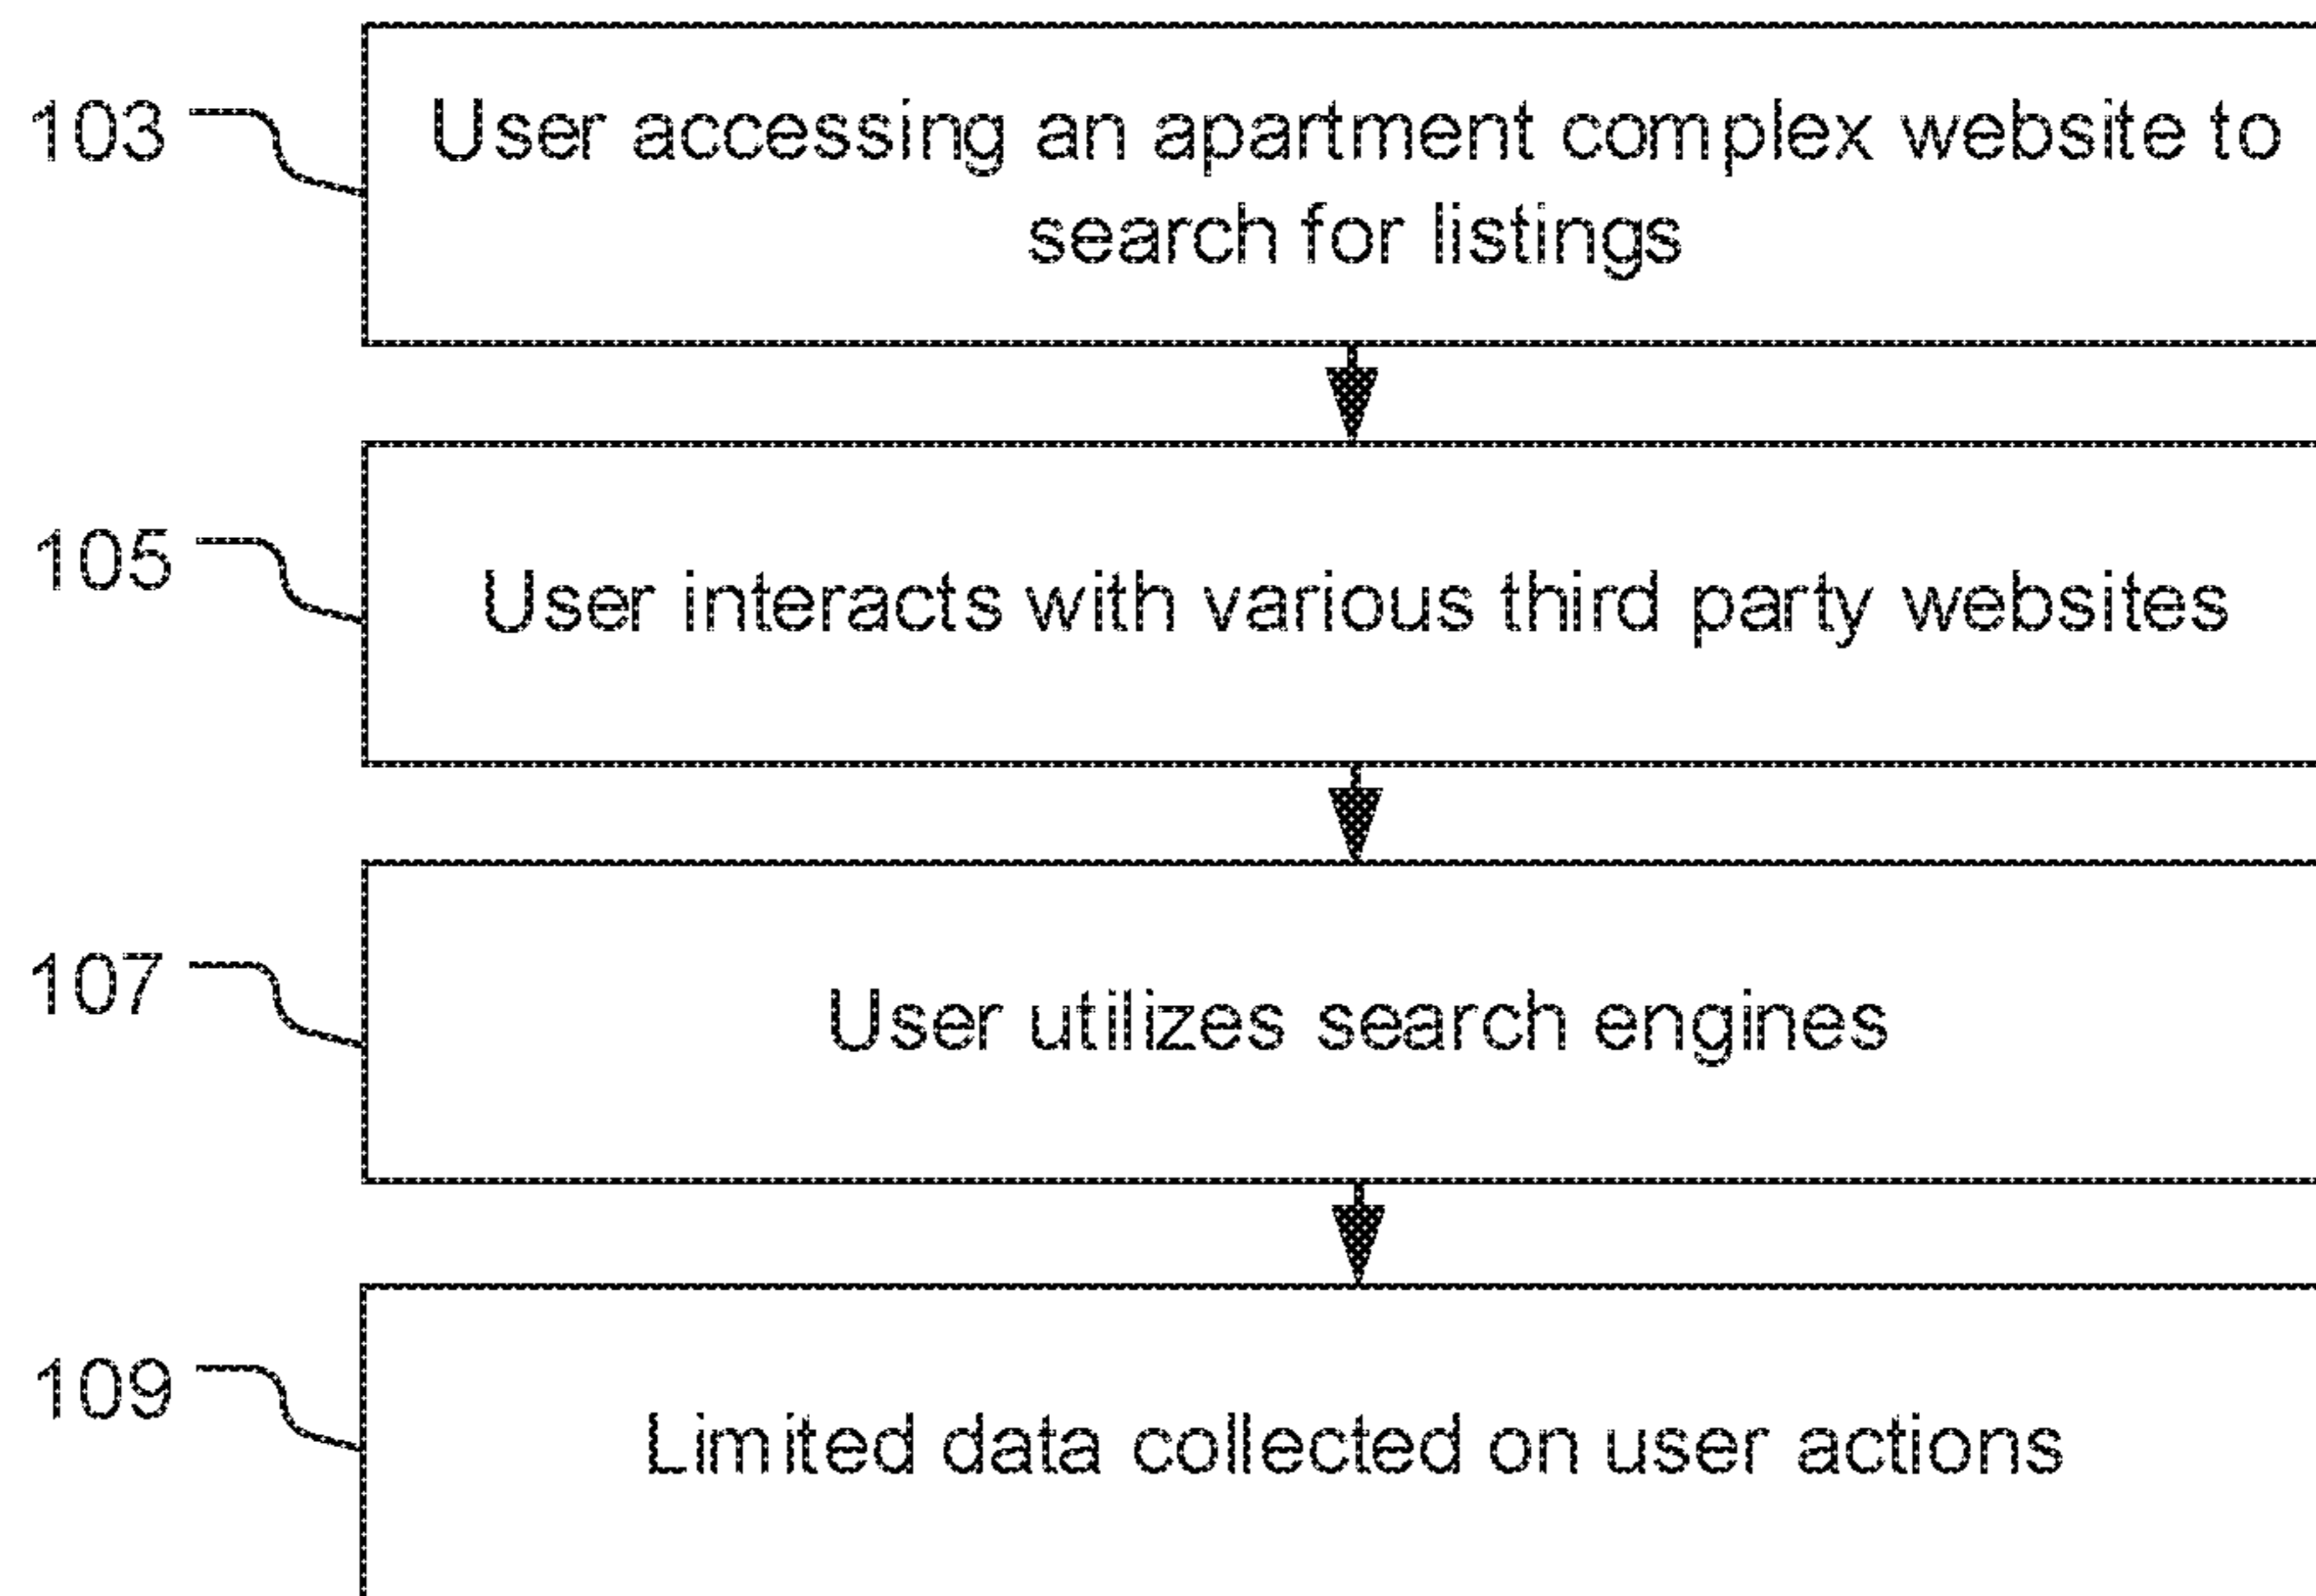 103
User accessing an apartment complex website to
search for listings
105
User interacts with various third party websites
107
User utilizes search engines
109
Limited data collected on user actions